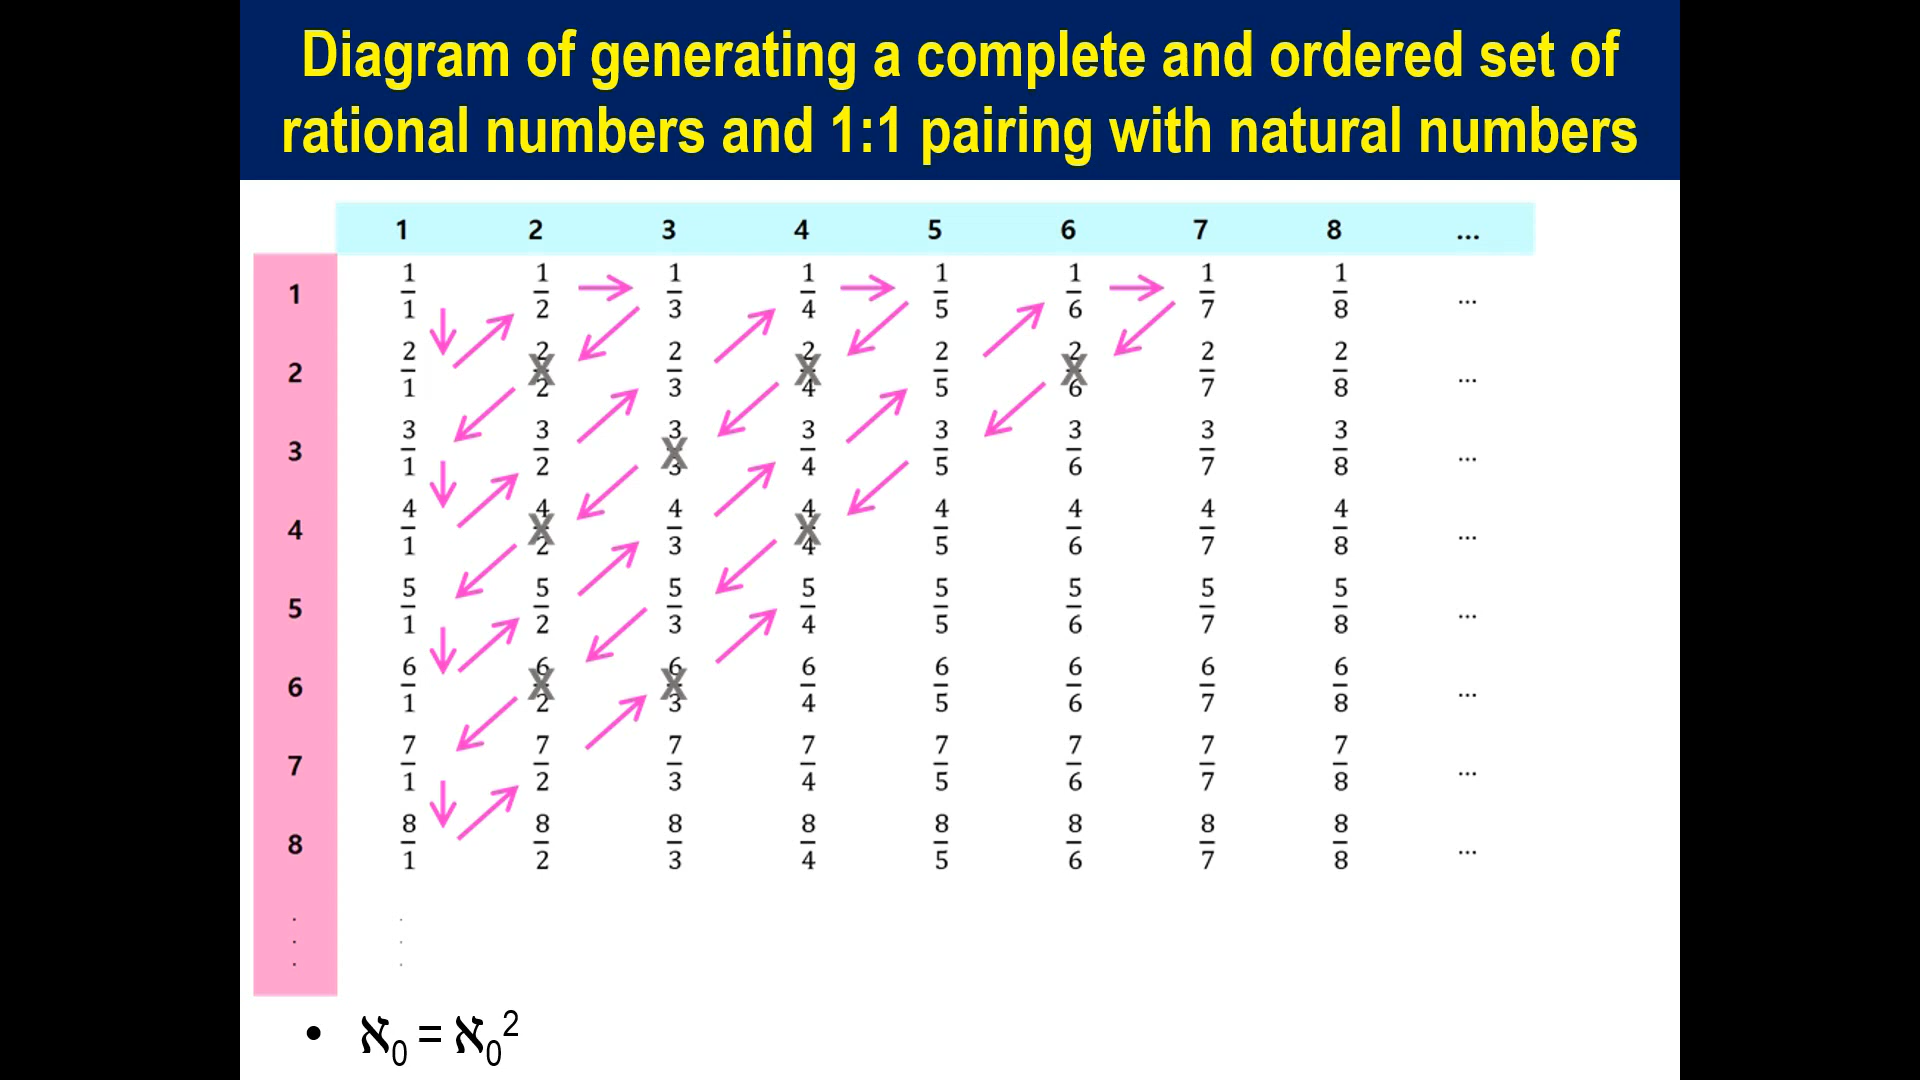 Diagram of generating a complete and ordered set of
rational numbers and 1:1 pairing with natural numbers
1 2 3 4 5 6 7 8 ...
1 1/1 1/2 1/3 1/4 1/5 1/6 1/7 1/8 ...
2 2/1 2/2 2/3 2/4 2/5 2/6 2/7 2/8 ...
3 3/1 3/2 3/3 3/4 3/5 3/6 3/7 3/8 ...
4 4/1 4/2 4/3 4/4 4/5 4/6 4/7 4/8 ...
5 5/1 5/2 5/3 5/4 5/5 5/6 5/7 5/8 ...
6 6/1 6/2 6/3 6/4 6/5 6/6 6/7 6/8 ...
7 7/1 7/2 7/3 7/4 7/5 7/6 7/7 7/8 ...
8 8/1 8/2 8/3 8/4 8/5 8/6 8/7 8/8 ...
• ℵ₀ = ℵ₀²